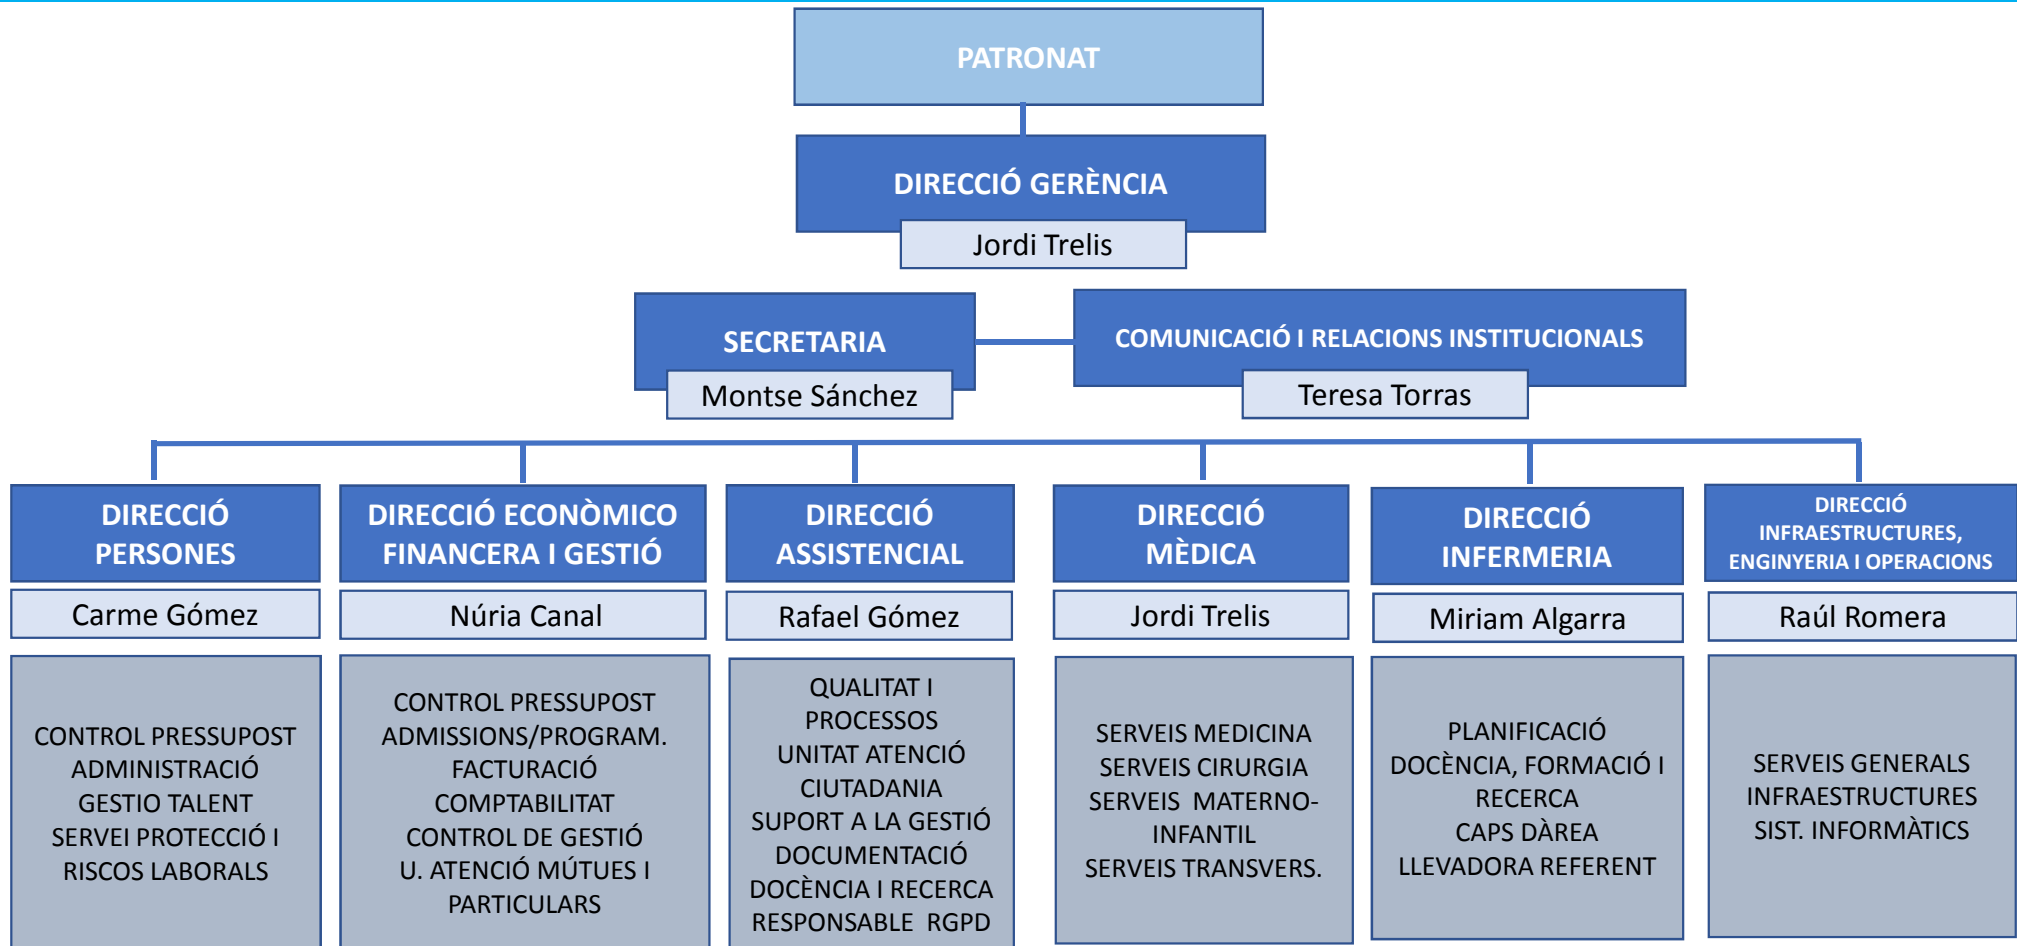 PATRONAT
DIRECCIÓ GERÈNCIA
Jordi Trelis
SECRETARIA
Montse Sánchez
COMUNICACIÓ I RELACIONS INSTITUCIONALS
Teresa Torras
DIRECCIÓ
PERSONES
Carme Gómez
CONTROL PRESSUPOST
ADMINISTRACIÓ
GESTIO TALENT
SERVEI PROTECCIÓ I
RISCOS LABORALS
DIRECCIÓ ECONÒMICO
FINANCERA I GESTIÓ
Núria Canal
CONTROL PRESSUPOST
ADMISSIONS/PROGRAM.
FACTURACIÓ
COMPTABILITAT
CONTROL DE GESTIÓ
U. ATENCIÓ MÚTUES I
PARTICULARS
DIRECCIÓ
ASSISTENCIAL
Rafael Gómez
QUALITAT I
PROCESSOS
UNITAT ATENCIÓ
CIUTADANIA
SUPORT A LA GESTIÓ
DOCUMENTACIÓ
DOCÈNCIA I RECERCA
RESPONSABLE RGPD
DIRECCIÓ
MÈDICA
Jordi Trelis
SERVEIS MEDICINA
SERVEIS CIRURGIA
SERVEIS MATERNO-
INFANTIL
SERVEIS TRANSVERS.
DIRECCIÓ
INFERMERIA
Miriam Algarra
PLANIFICACIÓ
DOCÈNCIA, FORMACIÓ I
RECERCA
CAPS DÀREA
LLEVADORA REFERENT
DIRECCIÓ
INFRAESTRUCTURES,
ENGINYERIA I OPERACIONS
Raúl Romera
SERVEIS GENERALS
INFRAESTRUCTURES
SIST. INFORMÀTICS